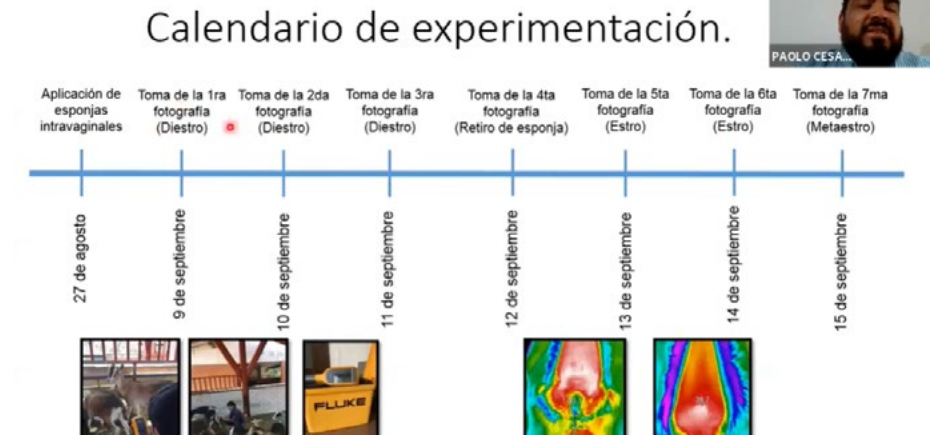 Calendario de experimentación.
PAOLO CESA...
Aplicación de
esponjas
intravaginales
Toma de la 1ra
fotografía
(Diestro)
Toma de la 2da
fotografía
(Diestro)
Toma de la 3ra
fotografía
(Diestro)
Toma de la 4ta
fotografía
(Retiro de esponja)
Toma de la 5ta
fotografía
(Estro)
Toma de la 6ta
fotografía
(Estro)
Toma de la 7ma
fotografía
(Metaestro)
27 de agosto
9 de septiembre
10 de septiembre
11 de septiembre
12 de septiembre
13 de septiembre
14 de septiembre
15 de septiembre
FLUKE